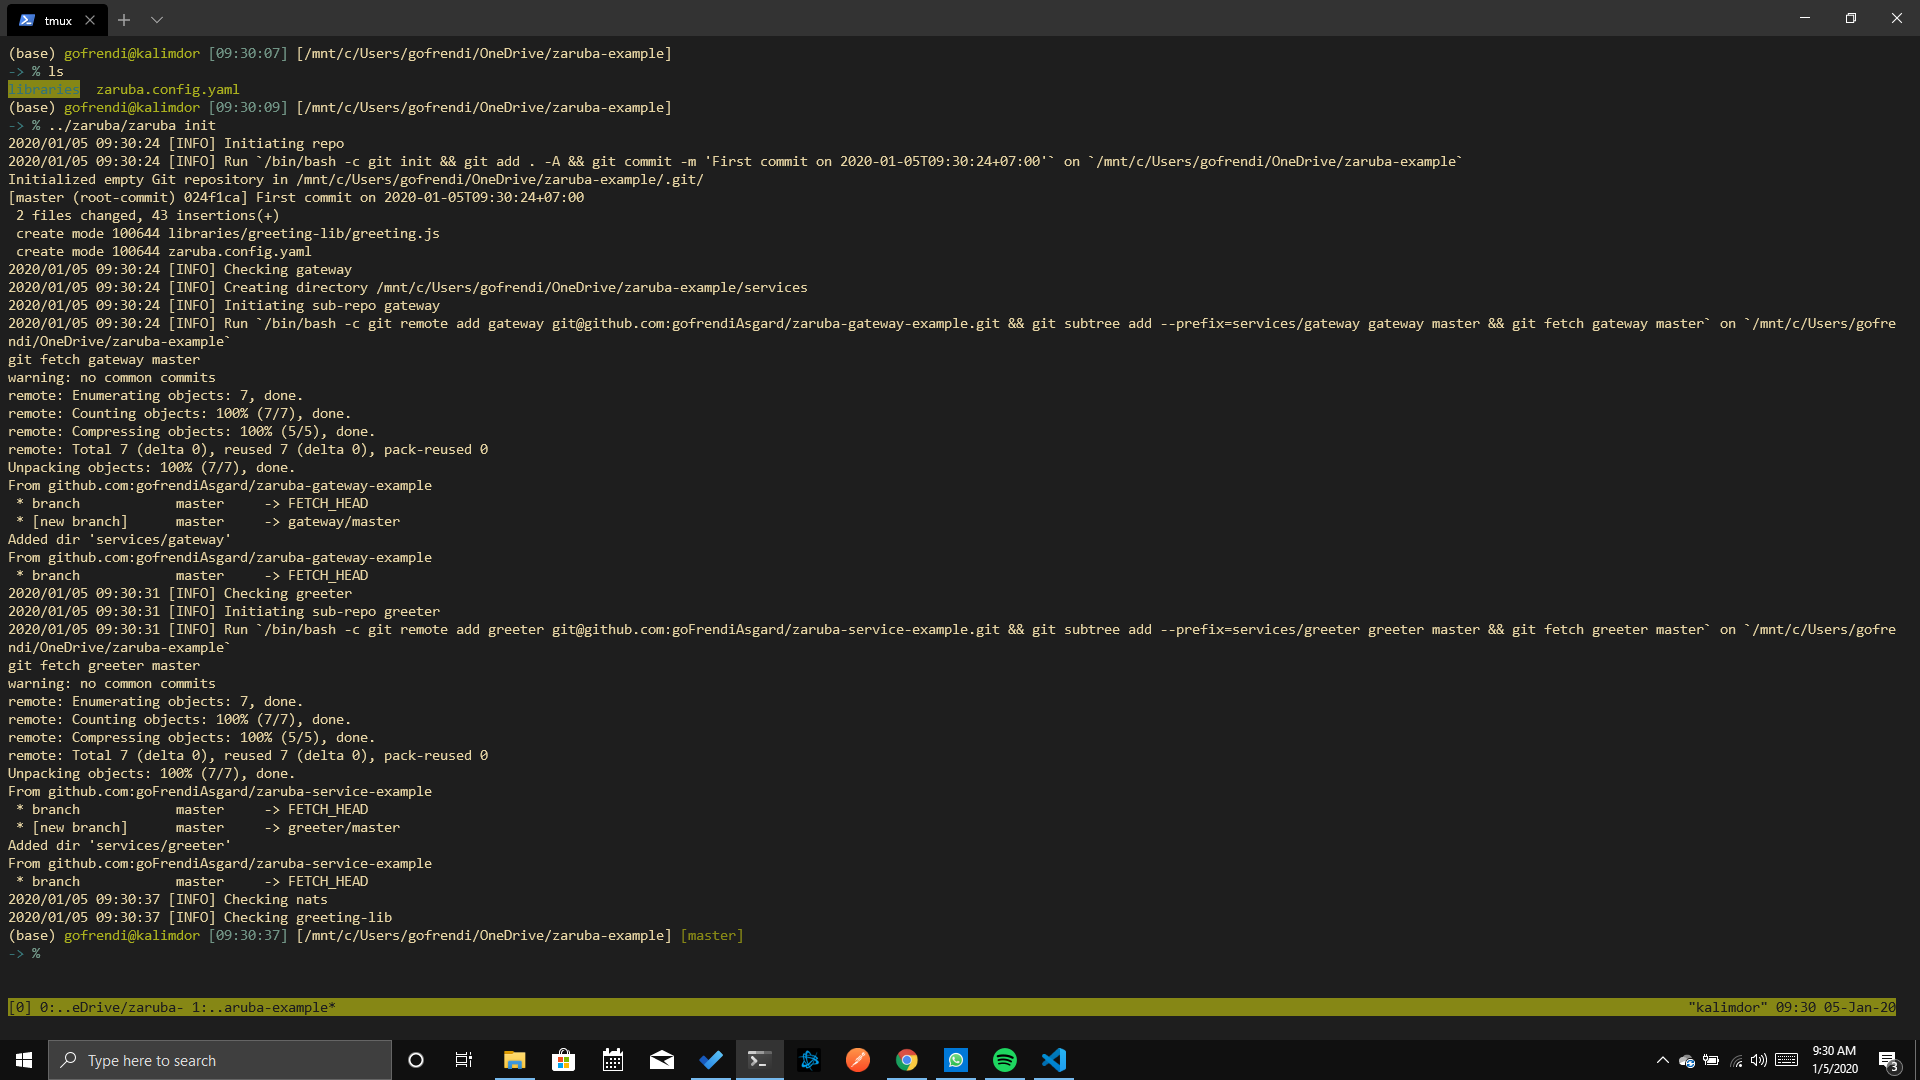 tmux
(base) gofrendi@kalimdor [09:30:07] [/mnt/c/Users/gofrendi/OneDrive/zaruba-example]
-> % ls
libraries  zaruba.config.yaml
(base) gofrendi@kalimdor [09:30:09] [/mnt/c/Users/gofrendi/OneDrive/zaruba-example]
-> % ../zaruba/zaruba init
2020/01/05 09:30:24 [INFO] Initiating repo
2020/01/05 09:30:24 [INFO] Run `/bin/bash -c git init && git add . -A && git commit -m 'First commit on 2020-01-05T09:30:24+07:00'` on `/mnt/c/Users/gofrendi/OneDrive/zaruba-example`
Initialized empty Git repository in /mnt/c/Users/gofrendi/OneDrive/zaruba-example/.git/
[master (root-commit) 024f1ca] First commit on 2020-01-05T09:30:24+07:00
 2 files changed, 43 insertions(+)
 create mode 100644 libraries/greeting-lib/greeting.js
 create mode 100644 zaruba.config.yaml
2020/01/05 09:30:24 [INFO] Checking gateway
2020/01/05 09:30:24 [INFO] Creating directory /mnt/c/Users/gofrendi/OneDrive/zaruba-example/services
2020/01/05 09:30:24 [INFO] Initiating sub-repo gateway
2020/01/05 09:30:24 [INFO] Run `/bin/bash -c git remote add gateway git@github.com:gofrendiAsgard/zaruba-gateway-example.git && git subtree add --prefix=services/gateway gateway master && git fetch gateway master` on `/mnt/c/Users/gofre
ndi/OneDrive/zaruba-example`
git fetch gateway master
warning: no common commits
remote: Enumerating objects: 7, done.
remote: Counting objects: 100% (7/7), done.
remote: Compressing objects: 100% (5/5), done.
remote: Total 7 (delta 0), reused 7 (delta 0), pack-reused 0
Unpacking objects: 100% (7/7), done.
From github.com:gofrendiAsgard/zaruba-gateway-example
 * branch            master     -> FETCH_HEAD
 * [new branch]      master     -> gateway/master
Added dir 'services/gateway'
From github.com:gofrendiAsgard/zaruba-gateway-example
 * branch            master     -> FETCH_HEAD
2020/01/05 09:30:31 [INFO] Checking greeter
2020/01/05 09:30:31 [INFO] Initiating sub-repo greeter
2020/01/05 09:30:31 [INFO] Run `/bin/bash -c git remote add greeter git@github.com:goFrendiAsgard/zaruba-service-example.git && git subtree add --prefix=services/greeter greeter master && git fetch greeter master` on `/mnt/c/Users/gofre
ndi/OneDrive/zaruba-example`
git fetch greeter master
warning: no common commits
remote: Enumerating objects: 7, done.
remote: Counting objects: 100% (7/7), done.
remote: Compressing objects: 100% (5/5), done.
remote: Total 7 (delta 0), reused 7 (delta 0), pack-reused 0
Unpacking objects: 100% (7/7), done.
From github.com:goFrendiAsgard/zaruba-service-example
 * branch            master     -> FETCH_HEAD
 * [new branch]      master     -> greeter/master
Added dir 'services/greeter'
From github.com:goFrendiAsgard/zaruba-service-example
 * branch            master     -> FETCH_HEAD
2020/01/05 09:30:37 [INFO] Checking nats
2020/01/05 09:30:37 [INFO] Checking greeting-lib
(base) gofrendi@kalimdor [09:30:37] [/mnt/c/Users/gofrendi/OneDrive/zaruba-example] [master]
-> %
[0] 0:..eDrive/zaruba- 1:..aruba-example*    "kalimdor" 09:30 05-Jan-20
Type here to search
9:30 AM
1/5/2020
3